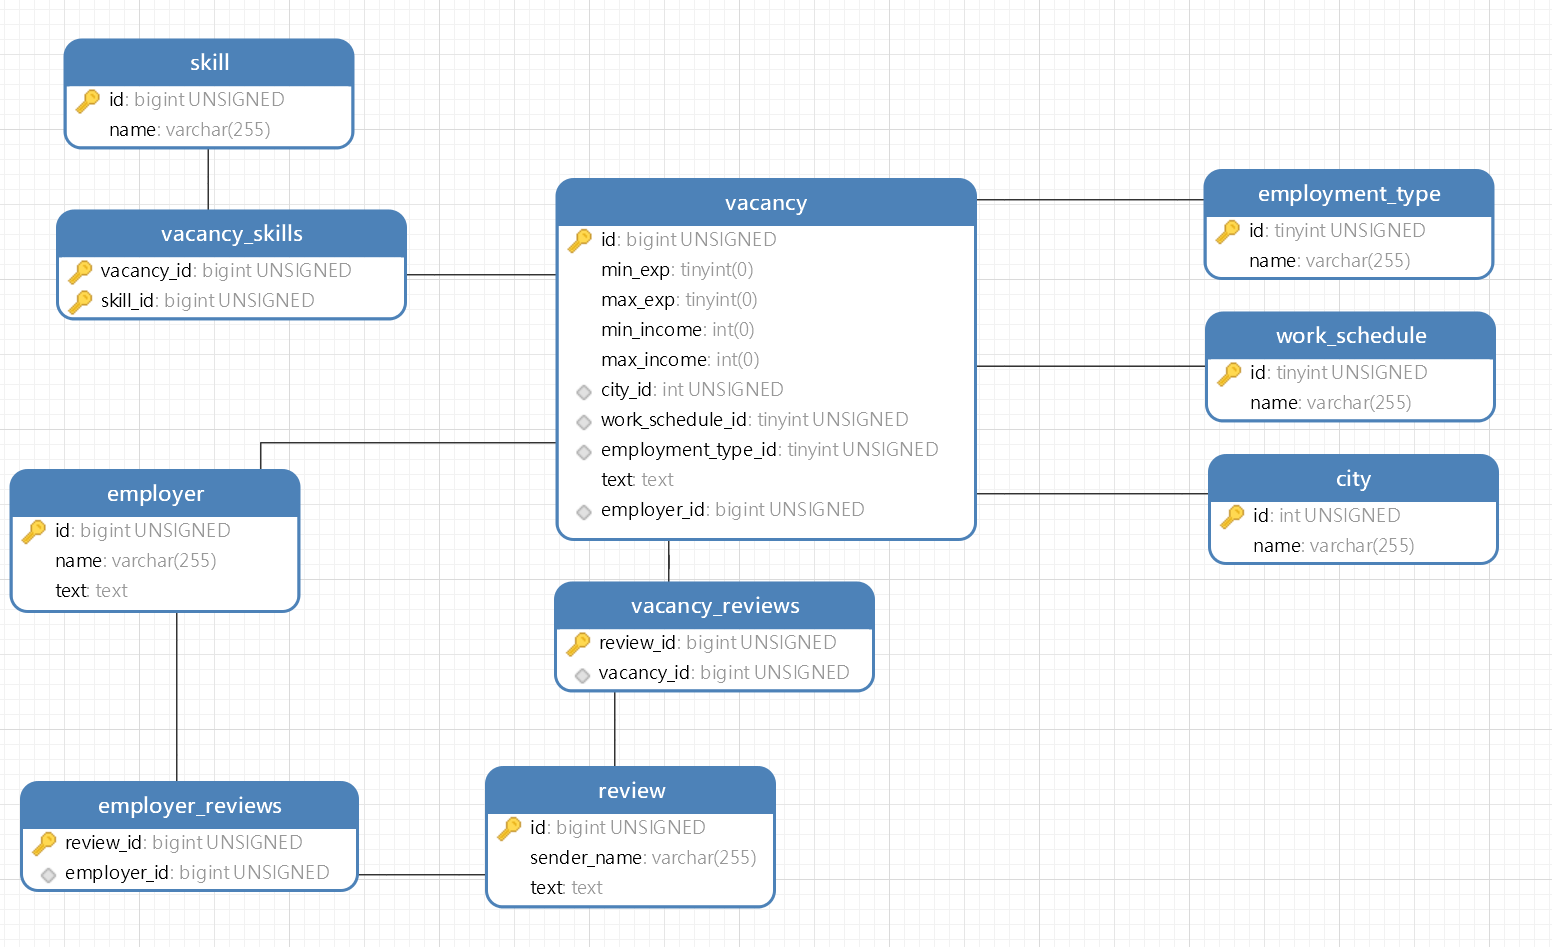 skill
id: bigint UNSIGNED
name: varchar(255)
vacancy_skills
vacancy_id: bigint UNSIGNED
skill_id: bigint UNSIGNED
vacancy
id: bigint UNSIGNED
min_exp: tinyint(0)
max_exp: tinyint(0)
min_income: int(0)
max_income: int(0)
city_id: int UNSIGNED
work_schedule_id: tinyint UNSIGNED
employment_type_id: tinyint UNSIGNED
text: text
employer_id: bigint UNSIGNED
employment_type
id: tinyint UNSIGNED
name: varchar(255)
work_schedule
id: tinyint UNSIGNED
name: varchar(255)
city
id: int UNSIGNED
name: varchar(255)
employer
id: bigint UNSIGNED
name: varchar(255)
text: text
vacancy_reviews
review_id: bigint UNSIGNED
vacancy_id: bigint UNSIGNED
employer_reviews
review_id: bigint UNSIGNED
employer_id: bigint UNSIGNED
review
id: bigint UNSIGNED
sender_name: varchar(255)
text: text